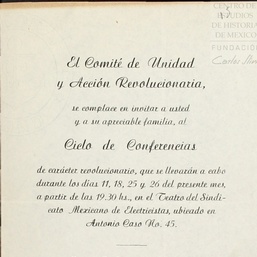 CENTRO DE
ESTUDIOS
DE HISTORIA
DE MÉXICO
FUNDACIÓN
Carlos Slim
El Comité de Unidad
y Acción Revolucionaria,
se complace en invitar a usted
y a su apreciable familia, al
Ciclo de Conferencias
de carácter revolucionario, que se llevarán a cabo
durante los días 11, 18, 25 y 26 del presente mes,
a partir de las 19.30 hs., en el Teatro del Sindi-
cato Mexicano de Electricistas, ubicado en
Antonio Caso No. 45.